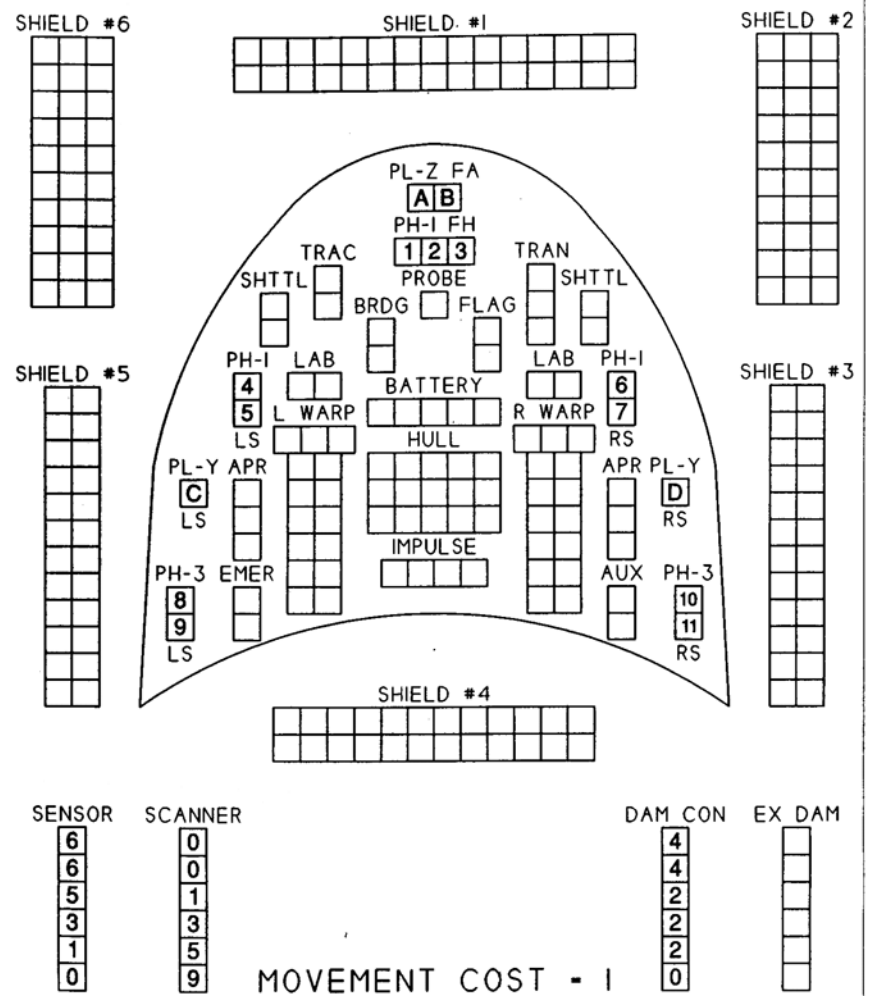 SHIELD #6
SHIELD #1
SHIELD #2
PL-Z FA
A B
PH-1 FH
1 2 3
TRAC
TRAN
SHTTL
PROBE
SHTTL
BRDG
FLAG
PH-1
LAB
LAB
PH-1
SHIELD #5
4
BATTERY
6
SHIELD #3
5
L WARP
R WARP
7
LS
HULL
RS
PL-Y
APR
APR
PL-Y
C
D
LS
RS
IMPULSE
PH-3
EMER
AUX
PH-3
8
10
9
11
LS
RS
SHIELD #4
SENSOR
SCANNER
DAM CON
EX DAM
6 0 4
6 0 4
5 1 2
3 3 2
1 5 2
0 9 0
MOVEMENT COST - 1